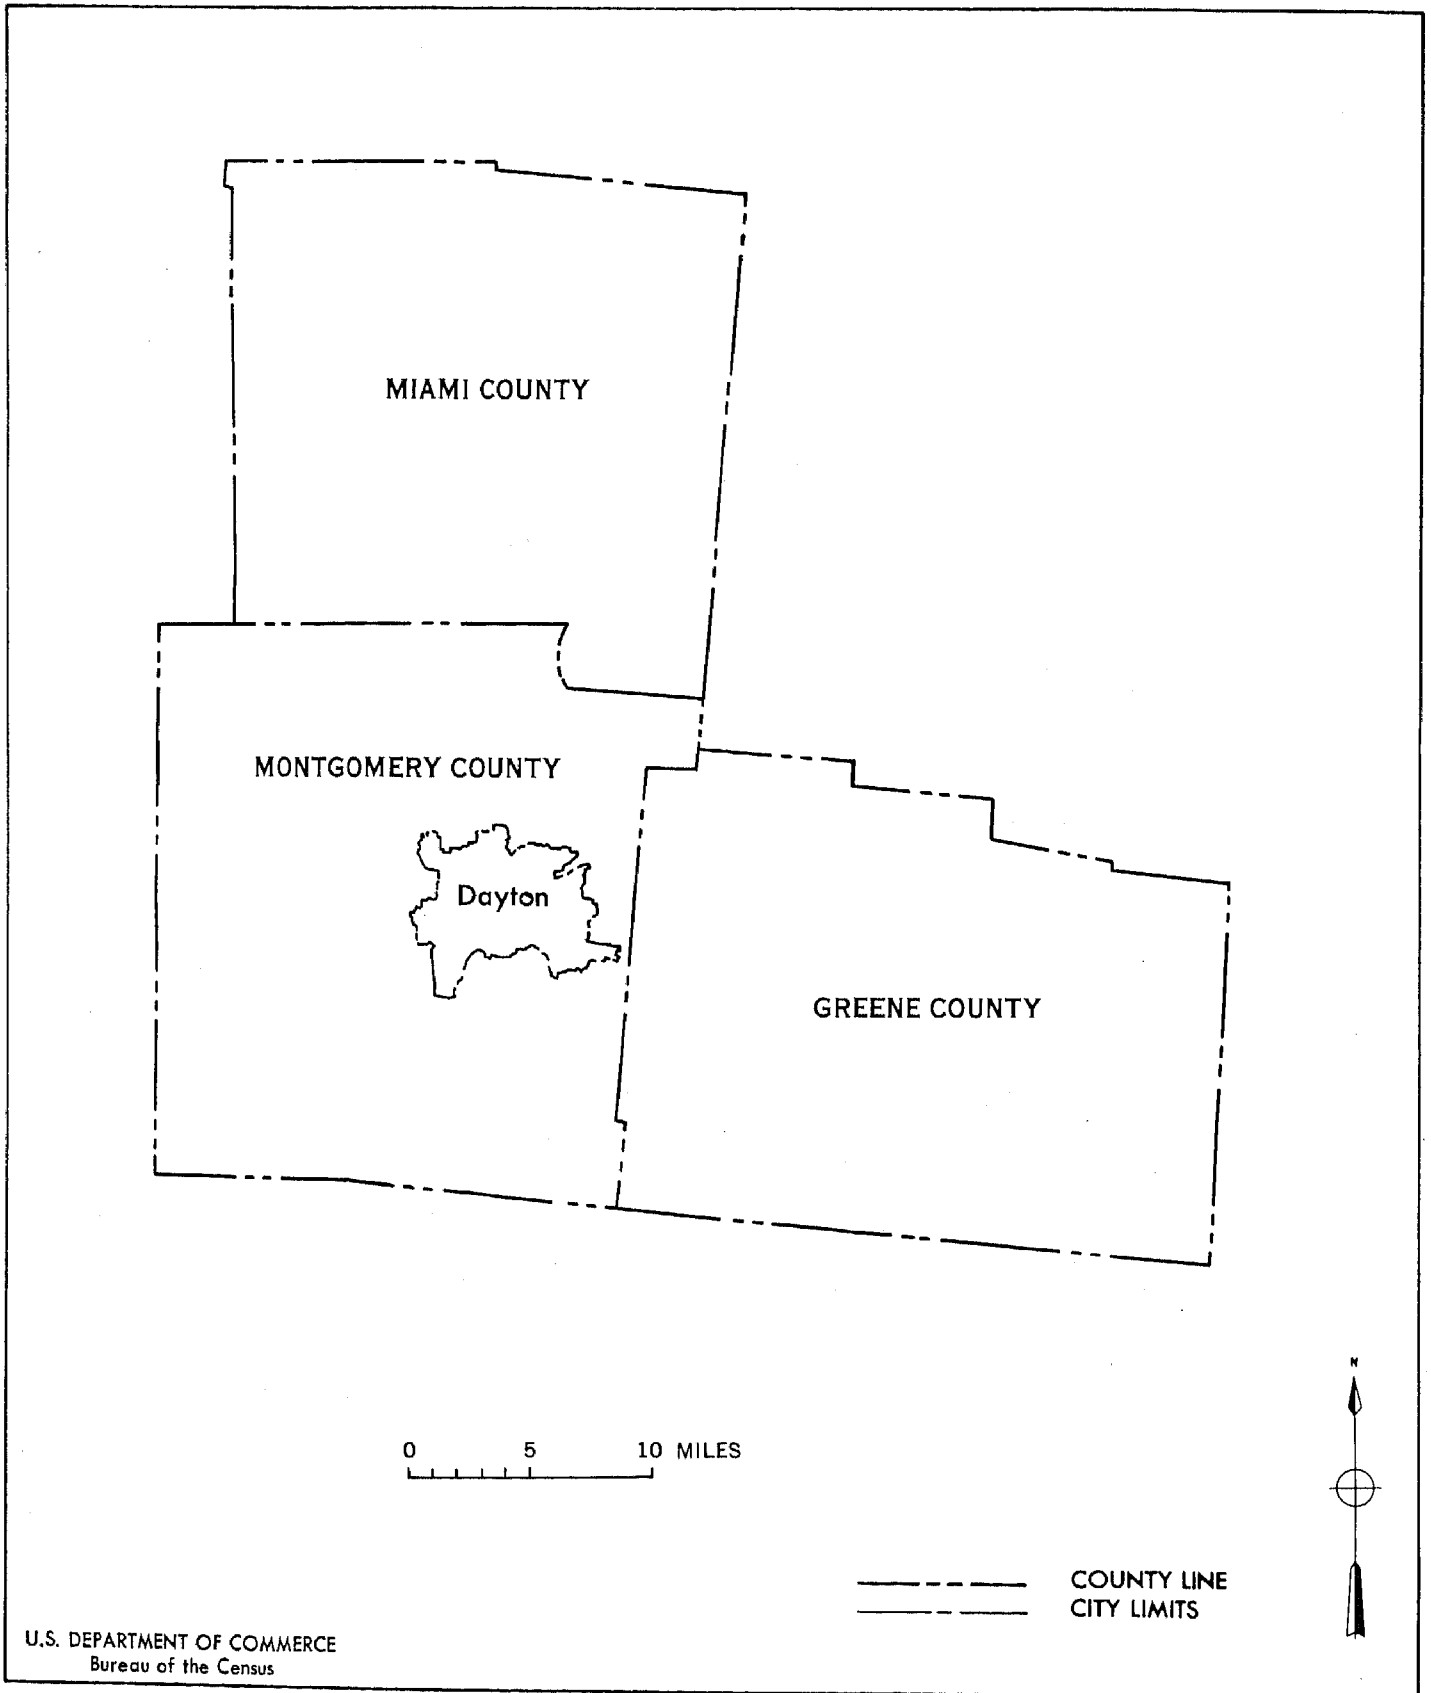 MIAMI COUNTY
MONTGOMERY COUNTY
Dayton
GREENE COUNTY
N
0 5 10 MILES
COUNTY LINE
CITY LIMITS
U.S. DEPARTMENT OF COMMERCE
Bureau of the Census